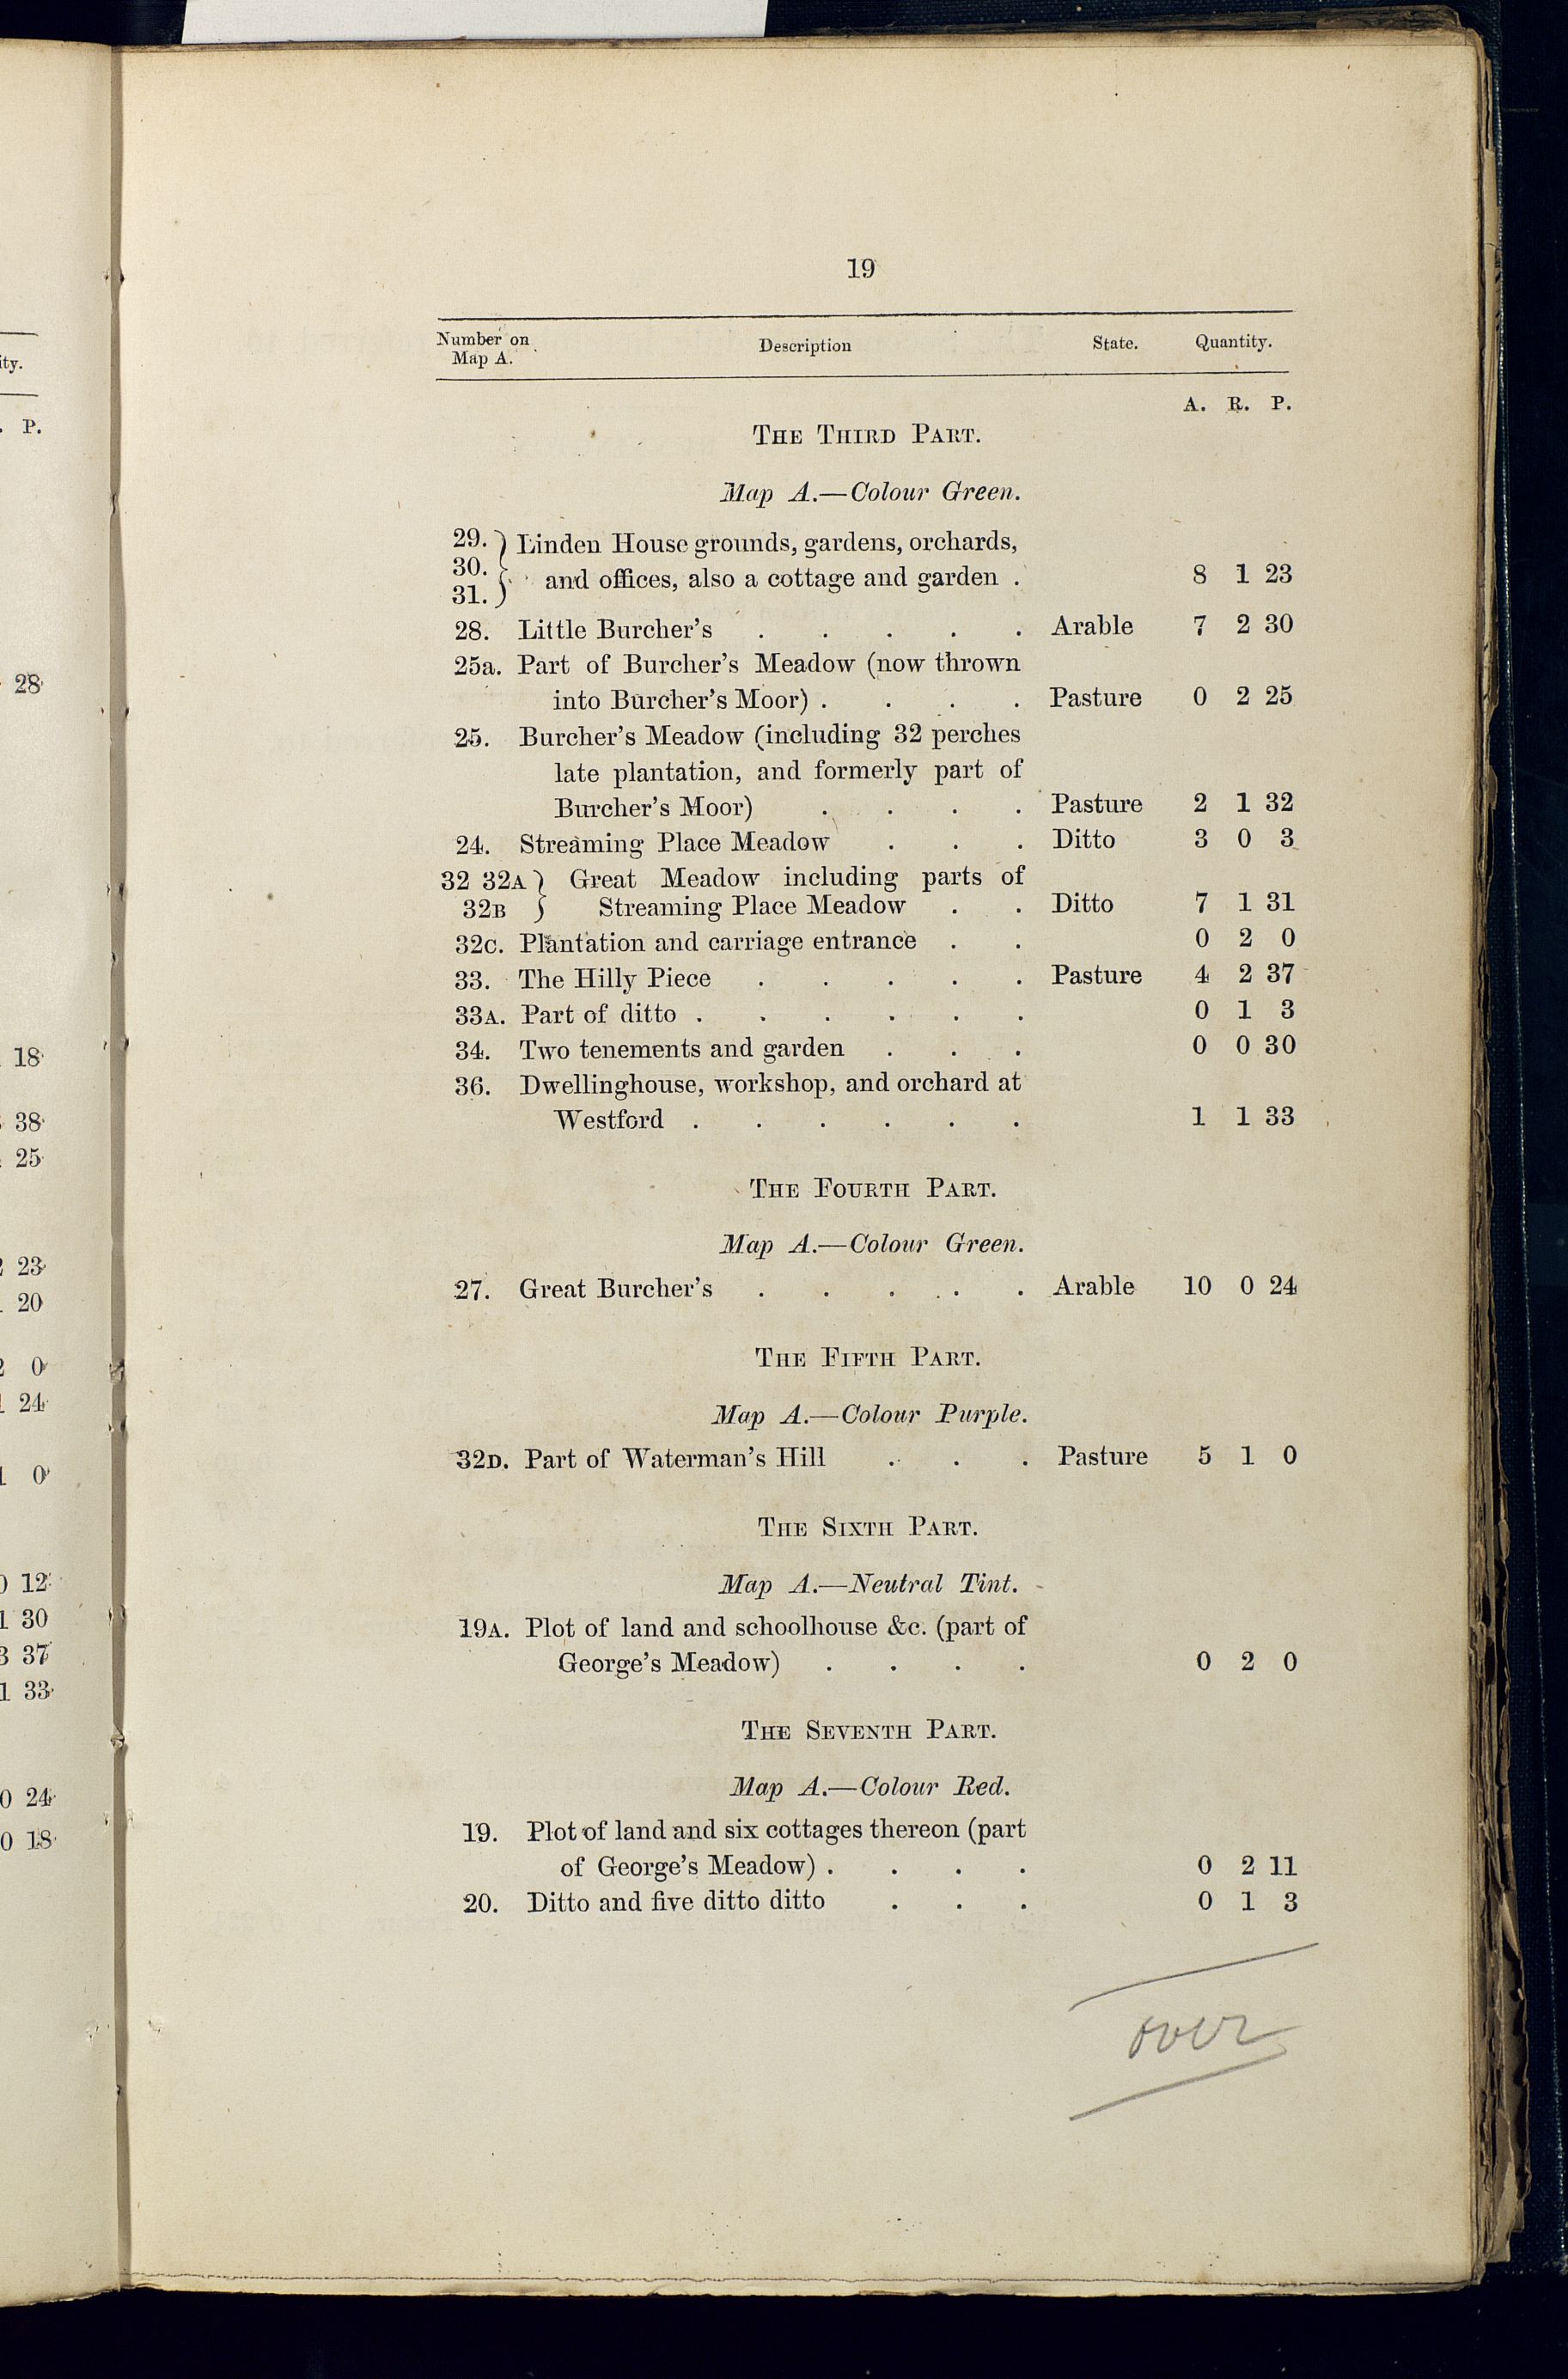 19
Number on Map A. Description State. Quantity.
A. R. P.
THE THIRD PART.
Map A.—Colour Green.
29. } Linden House grounds, gardens, orchards,
30. } and offices, also a cottage and garden . 8 1 23
31. }
28. Little Burcher's . . . . . Arable 7 2 30
25a. Part of Burcher's Meadow (now thrown
into Burcher's Moor) . . . . Pasture 0 2 25
25. Burcher's Meadow (including 32 perches
late plantation, and formerly part of
Burcher's Moor) . . . . Pasture 2 1 32
24. Streaming Place Meadow . . . Ditto 3 0 3
32 32A } Great Meadow including parts of
32B } Streaming Place Meadow . . Ditto 7 1 31
32C. Plantation and carriage entrance . . 0 2 0
33. The Hilly Piece . . . . . Pasture 4 2 37
33A. Part of ditto . . . . . . 0 1 3
34. Two tenements and garden . . . 0 0 30
36. Dwellinghouse, workshop, and orchard at
Westford . . . . . . 1 1 33
THE FOURTH PART.
Map A.—Colour Green.
27. Great Burcher's . . . . . Arable 10 0 24
THE FIFTH PART.
Map A.—Colour Purple.
32D. Part of Waterman's Hill . . . Pasture 5 1 0
THE SIXTH PART.
Map A.—Neutral Tint.
19A. Plot of land and schoolhouse &c. (part of
George's Meadow) . . . . 0 2 0
THE SEVENTH PART.
Map A.—Colour Red.
19. Plot of land and six cottages thereon (part
of George's Meadow) . . . . 0 2 11
20. Ditto and five ditto ditto . . . 0 1 3
over